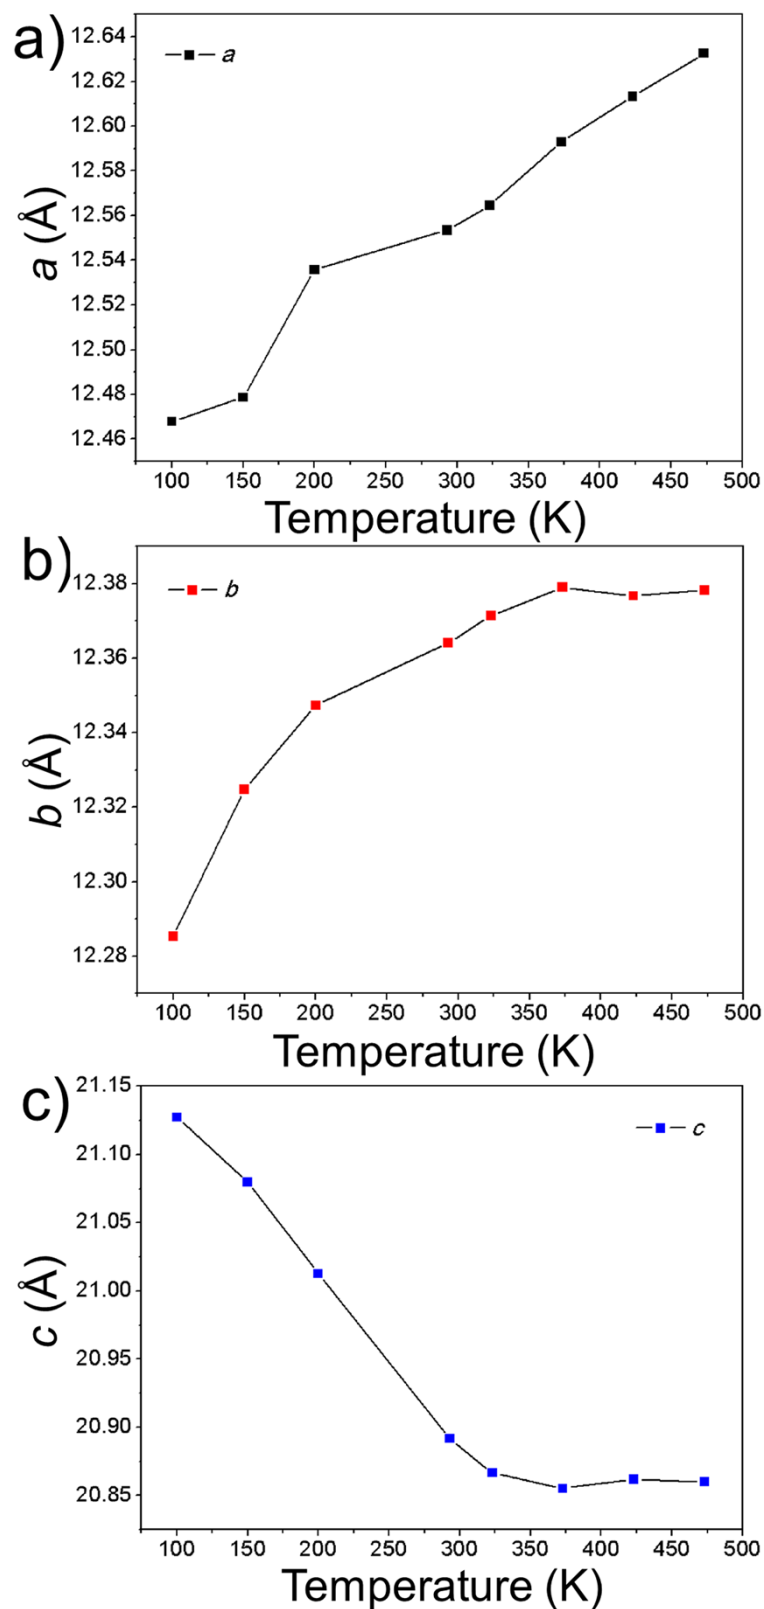 a)
a
12.64
12.62
12.60
12.58
12.56
12.54
12.52
12.50
12.48
12.46
a (Å)
100 150 200 250 300 350 400 450 500
Temperature (K)
b)
b
12.38
12.36
12.34
12.32
12.30
12.28
b (Å)
100 150 200 250 300 350 400 450 500
Temperature (K)
c)
c
21.15
21.10
21.05
21.00
20.95
20.90
20.85
c (Å)
100 150 200 250 300 350 400 450 500
Temperature (K)